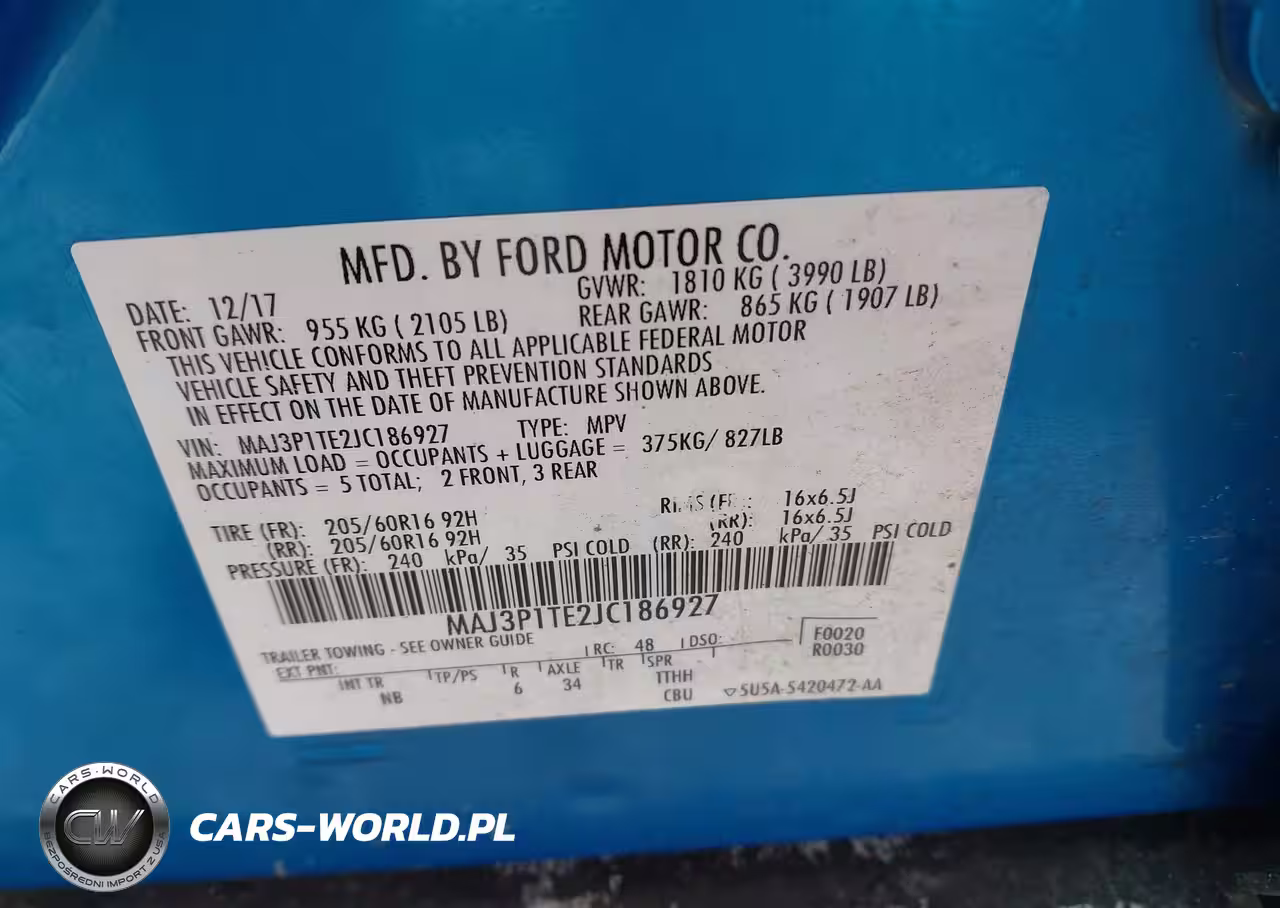 MFD. BY FORD MOTOR CO.
DATE: 12/17 GVWR: 1810 KG ( 3990 LB)
FRONT GAWR: 955 KG ( 2105 LB) REAR GAWR: 865 KG ( 1907 LB)
THIS VEHICLE CONFORMS TO ALL APPLICABLE FEDERAL MOTOR
VEHICLE SAFETY AND THEFT PREVENTION STANDARDS
IN EFFECT ON THE DATE OF MANUFACTURE SHOWN ABOVE.
VIN: MAJ3P1TE2JC186927 TYPE: MPV
MAXIMUM LOAD = OCCUPANTS + LUGGAGE = 375KG/ 827LB
OCCUPANTS = 5 TOTAL; 2 FRONT, 3 REAR
TIRE (FR): 205/60R16 92H 16x6.5J
(RR): 205/60R16 92H (RR): 16x6.5J
PRESSURE (FR): 240 kPa/ 35 PSI COLD (RR): 240 kPa/ 35 PSI COLD
MAJ3P1TE2JC186927
TRAILER TOWING - SEE OWNER GUIDE
EXT PNT: RC: 48 DSO: F0020
R0030
INT TR TP/PS R AXLE TR SPR
NB 6 34 TTHH
CBU 5U5A-5420472-AA
CARS-WORLD
CW
BEZPOŚREDNI IMPORT Z USA
CARS-WORLD.PL